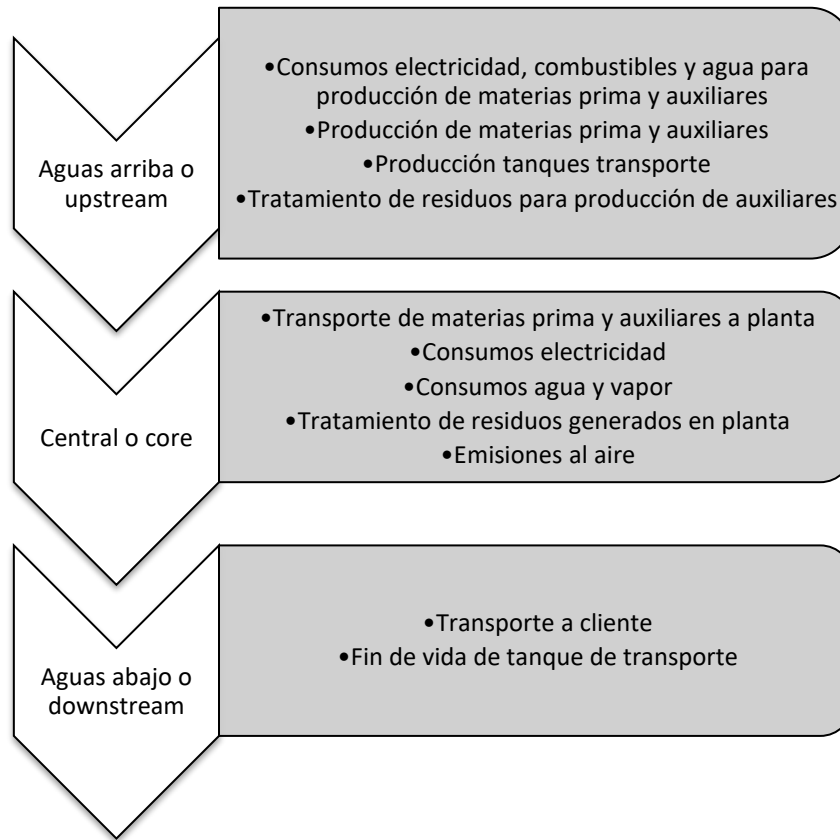 Aguas arriba o
upstream
•Consumos electricidad, combustibles y agua para
producción de materias prima y auxiliares
•Producción de materias prima y auxiliares
•Producción tanques transporte
•Tratamiento de residuos para producción de auxiliares
Central o core
•Transporte de materias prima y auxiliares a planta
•Consumos electricidad
•Consumos agua y vapor
•Tratamiento de residuos generados en planta
•Emisiones al aire
Aguas abajo o
downstream
•Transporte a cliente
•Fin de vida de tanque de transporte